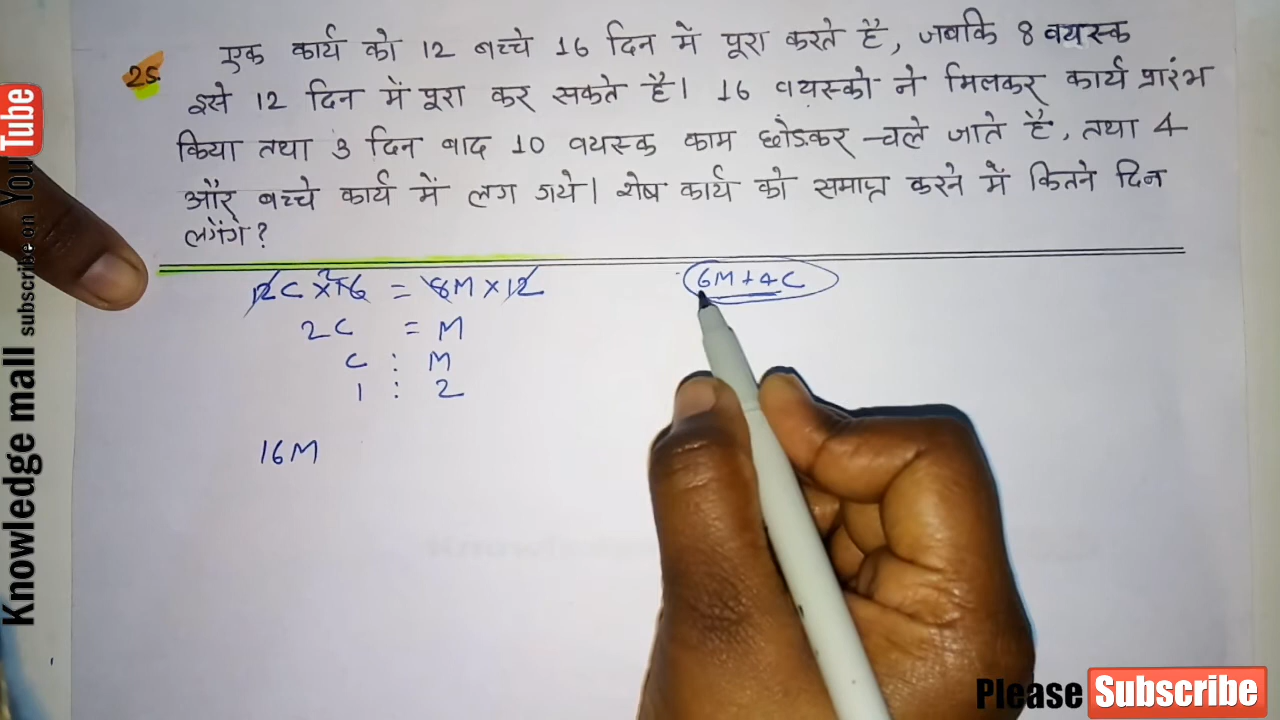 25. एक कार्य को 12 बच्चे 16 दिन में पूरा करते है, जबकि 8 वयस्क
इसे 12 दिन में पूरा कर सकते है। 16 वयस्को ने मिलकर कार्य प्रारंभ
किया तथा 3 दिन बाद 10 वयस्क काम छोडकर चले जाते है, तथा 4
और बच्चे कार्य में लग गये। शेष कार्य को समाप्त करने में कितने दिन
लगेंगे?
12C × 16 2 = 8M × 12
6M + 4C
2C = M
C : M
1 : 2
16M
Knowledge mall subscribe on YouTube
Please Subscribe